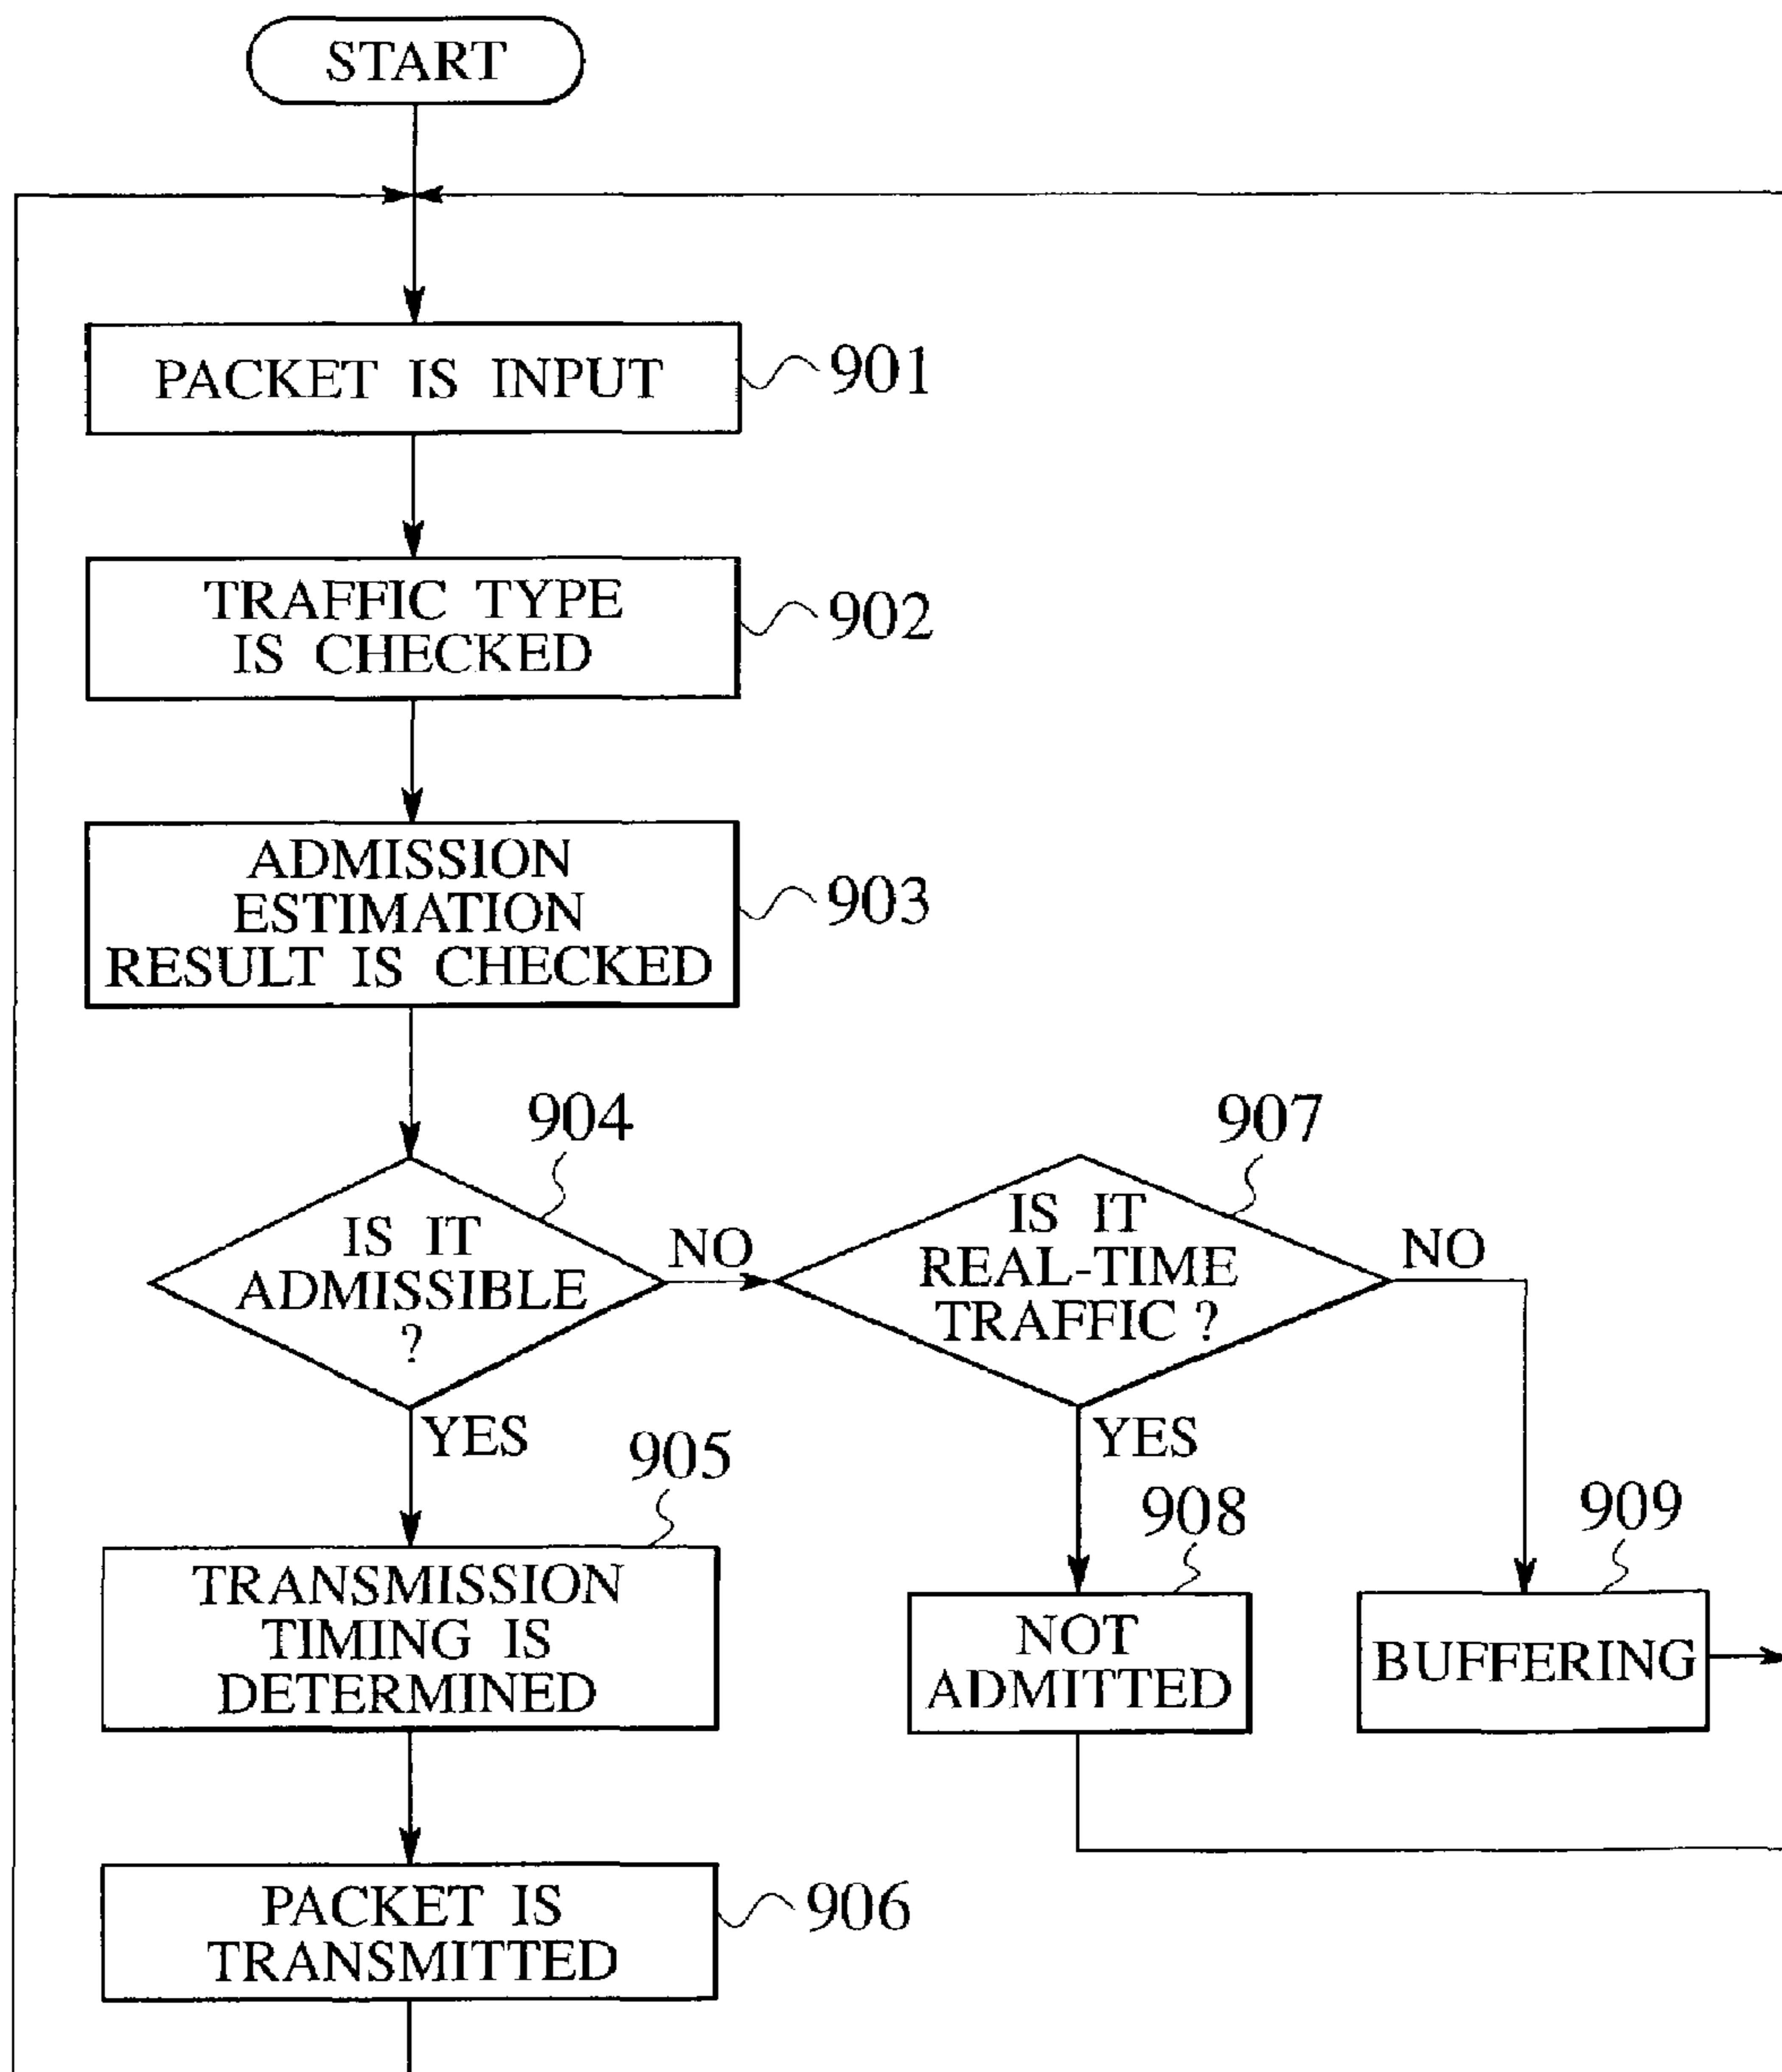 START
PACKET IS INPUT
901
TRAFFIC TYPE
IS CHECKED
902
ADMISSION
ESTIMATION
RESULT IS CHECKED
903
904
IS IT
ADMISSIBLE
?
NO
YES
907
IS IT
REAL-TIME
TRAFFIC ?
NO
YES
905
TRANSMISSION
TIMING IS
DETERMINED
908
NOT
ADMITTED
909
BUFFERING
PACKET IS
TRANSMITTED
906